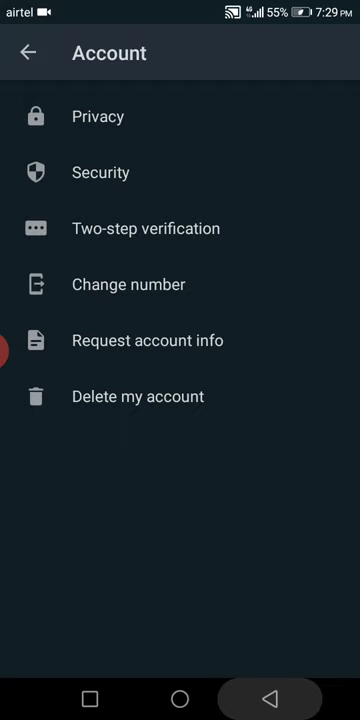 airtel 4G 55% 7:29 PM
Account
Privacy
Security
Two-step verification
Change number
Request account info
Delete my account